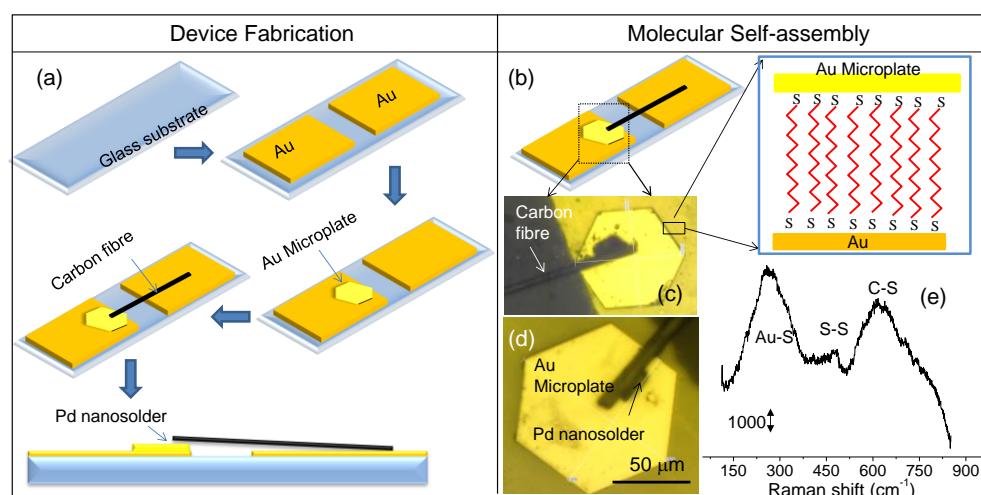 Device Fabrication
Molecular Self-assembly
(a)
Glass substrate
Au
Au
Carbon fibre
Au Microplate
Pd nanosolder
(b)
Au Microplate
S S S S S S S S
S S S S S S S S
Au
Carbon
fibre
(c)
(d)
Au
Microplate
Pd nanosolder
50 μm
(e)
Au-S
S-S
C-S
1000
150 300 450 600 750 900
Raman shift (cm-1)